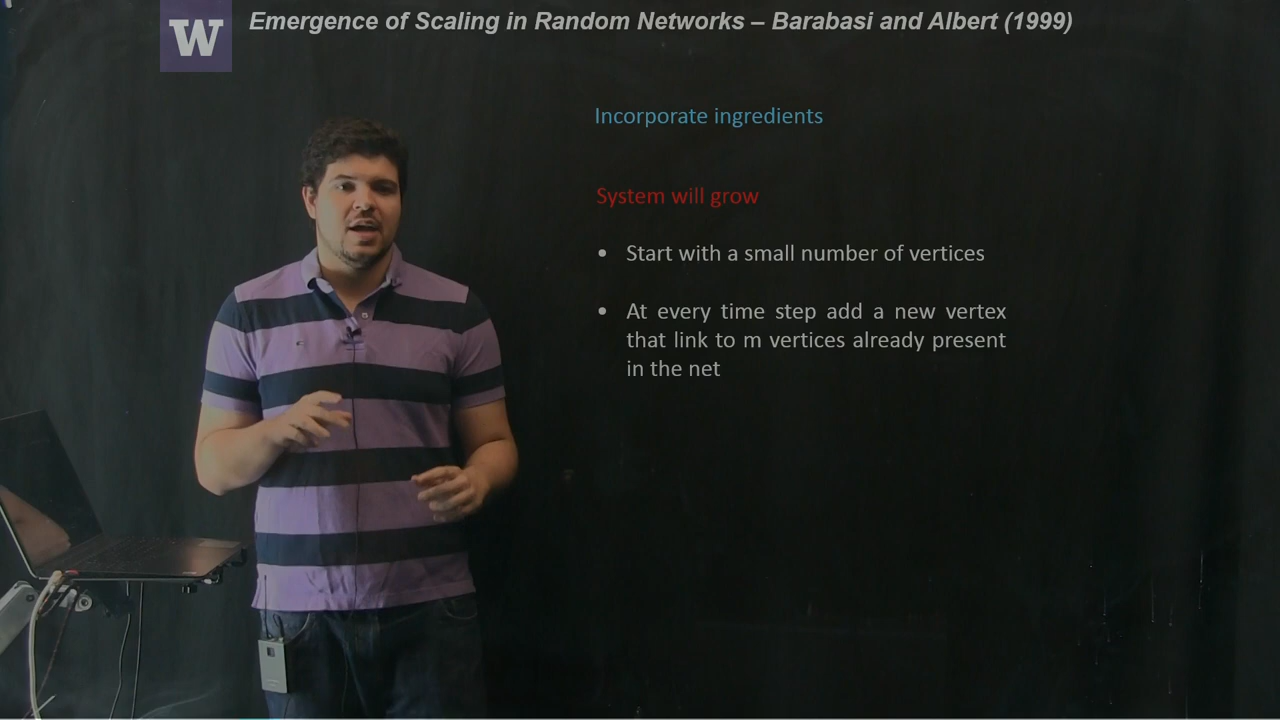 W
Emergence of Scaling in Random Networks – Barabasi and Albert (1999)
Incorporate ingredients
System will grow
• Start with a small number of vertices
• At every time step add a new vertex
that link to m vertices already present
in the net